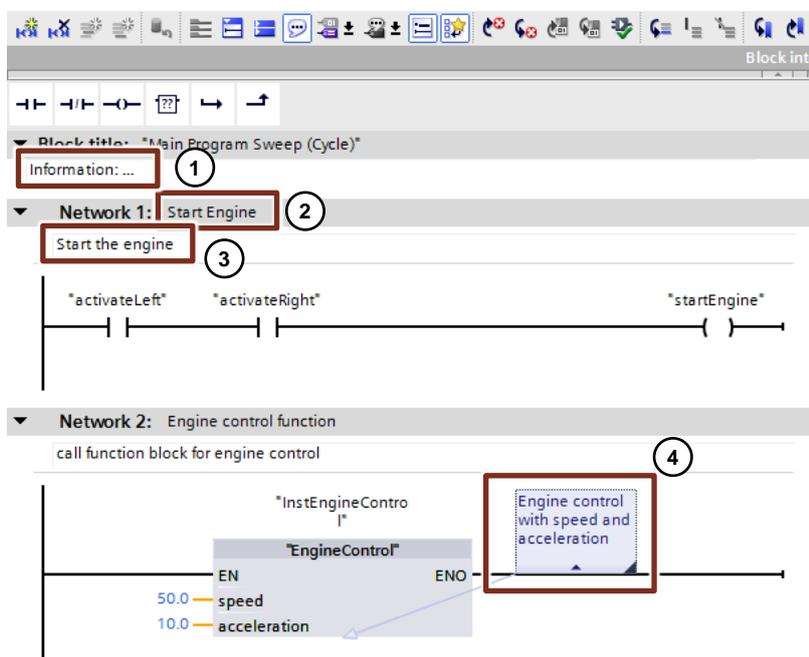 Block int
??
Block title: "Main Program Sweep (Cycle)"
Information: ...
1
Network 1: Start Engine
2
Start the engine
3
"activateLeft" "activateRight" "startEngine"
Network 2: Engine control function
call function block for engine control
4
"InstEngineContro
l"
Engine control
with speed and
acceleration
"EngineControl"
EN ENO
50.0 speed
10.0 acceleration